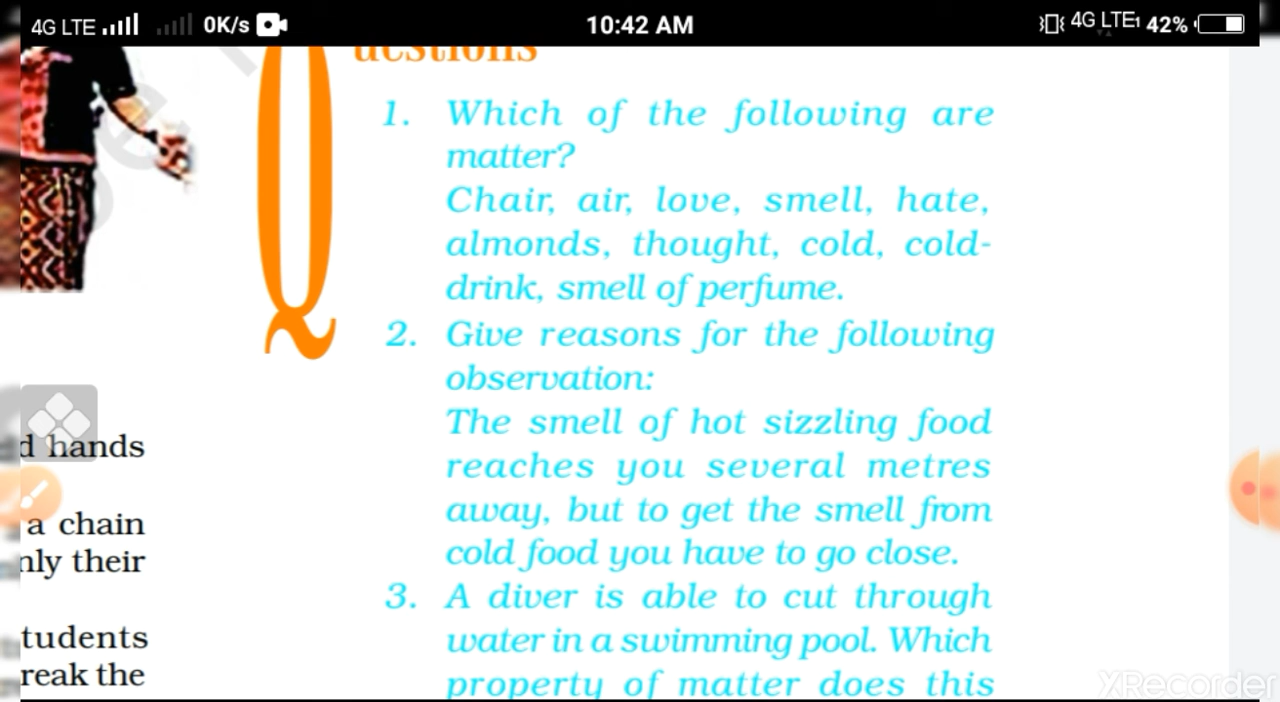 4G LTE 0K/s 10:42 AM 4G LTE 42%
uestions
Q
1. Which of the following are
matter?
Chair, air, love, smell, hate,
almonds, thought, cold, cold-
drink, smell of perfume.
2. Give reasons for the following
observation:
The smell of hot sizzling food
reaches you several metres
away, but to get the smell from
cold food you have to go close.
3. A diver is able to cut through
water in a swimming pool. Which
property of matter does this
d hands
a chain
nly their
tudents
reak the
XRecorder